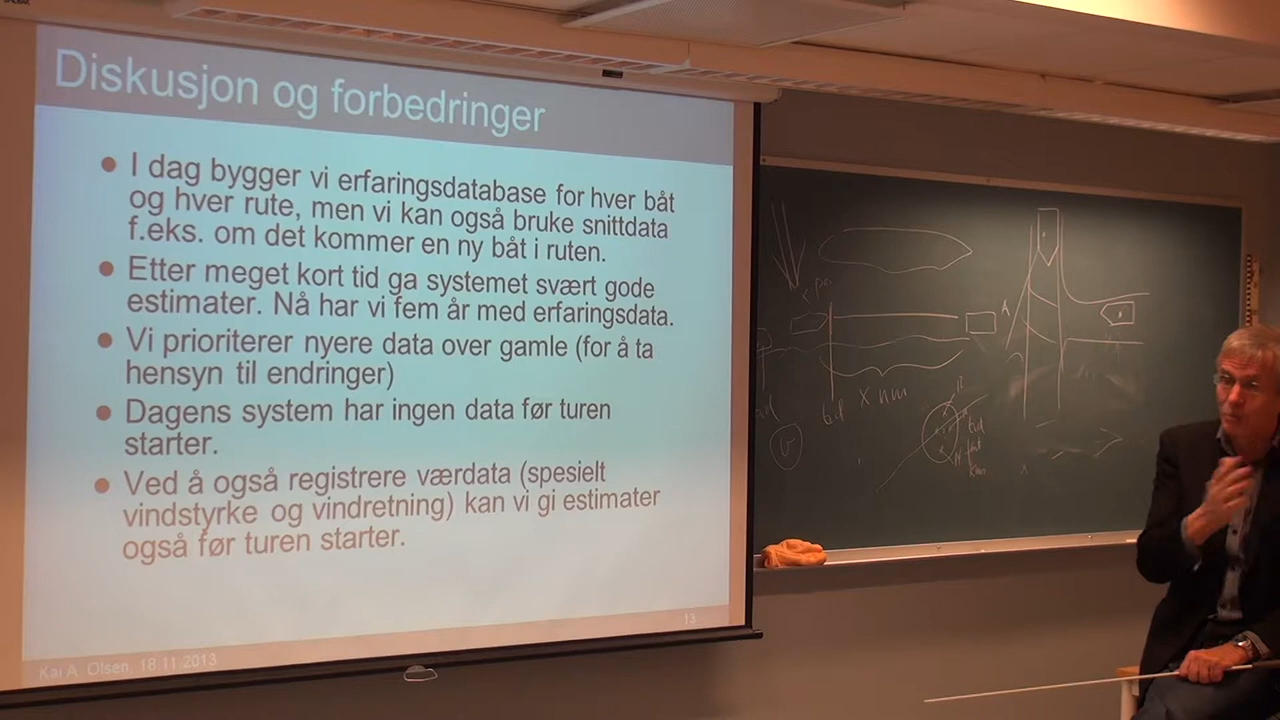 Diskusjon og forbedringer
I dag bygger vi erfaringsdatabase for hver båt
og hver rute, men vi kan også bruke snittdata
f.eks. om det kommer en ny båt i ruten.
Etter meget kort tid ga systemet svært gode
estimater. Nå har vi fem år med erfaringsdata.
Vi prioriterer nyere data over gamle (for å ta
hensyn til endringer)
Dagens system har ingen data før turen
starter.
Ved å også registrere værdata (spesielt
vindstyrke og vindretning) kan vi gi estimater
også før turen starter.
13
Kai A. Olsen, 18.11.2013
A
X nm
N